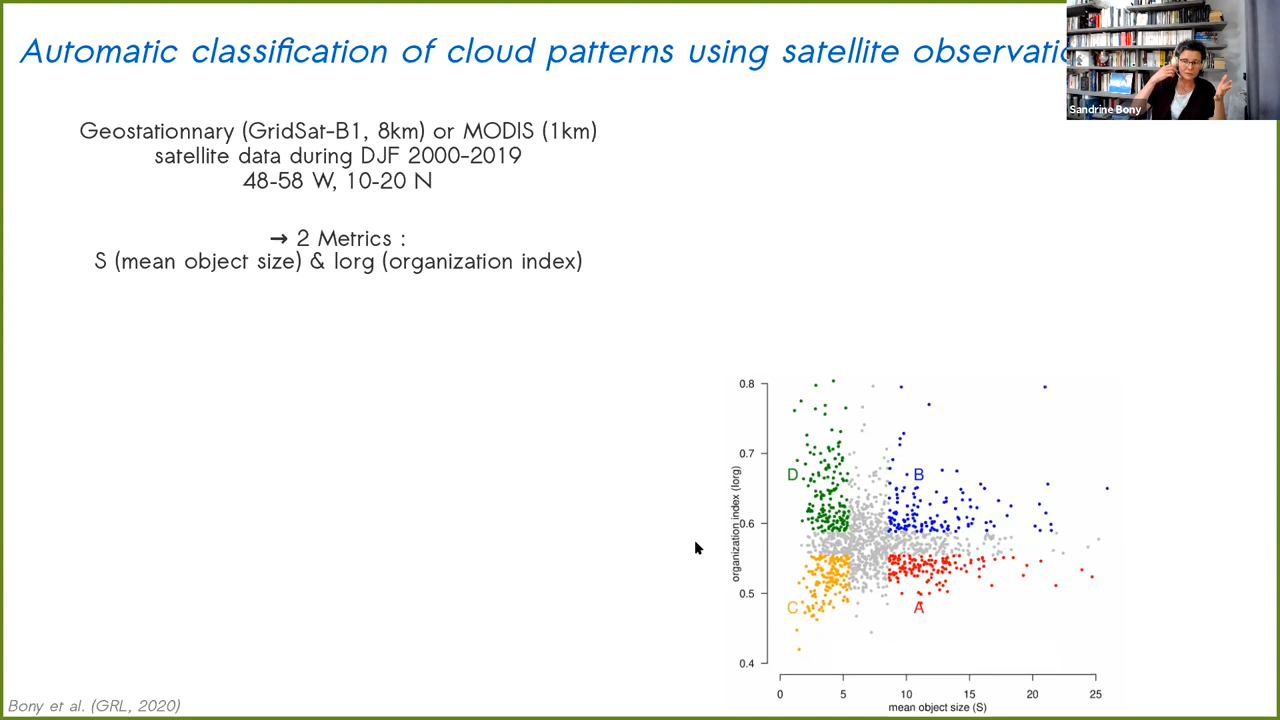 Automatic classification of cloud patterns using satellite
Sandrine Bony
Geostationnary (GridSat-B1, 8km) or MODIS (1km)
satellite data during DJF 2000-2019
48-58 W, 10-20 N
→ 2 Metrics :
S (mean object size) & Iorg (organization index)
0.8
0.7
0.6
0.5
0.4
organization index (Iorg)
D
B
C
A
0
5
10
15
20
25
mean object size (S)
Bony et al. (GRL, 2020)